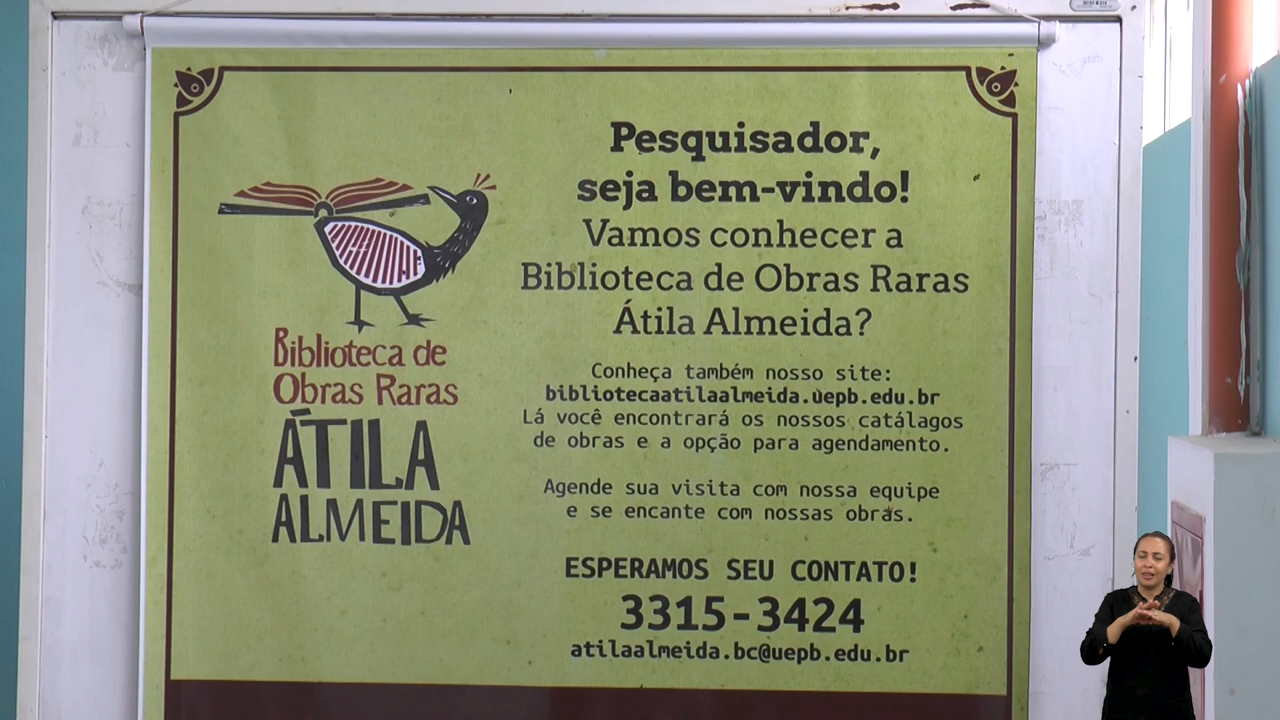 Biblioteca de
Obras Raras
ÁTILA
ALMEIDA
Pesquisador,
seja bem-vindo!
Vamos conhecer a
Biblioteca de Obras Raras
Átila Almeida?
Conheça também nosso site:
bibliotecaatilaalmeida.uepb.edu.br
Lá você encontrará os nossos catálagos
de obras e a opção para agendamento.
Agende sua visita com nossa equipe
e se encante com nossas obras.
ESPERAMOS SEU CONTATO!
3315-3424
atilaalmeida.bc@uepb.edu.br